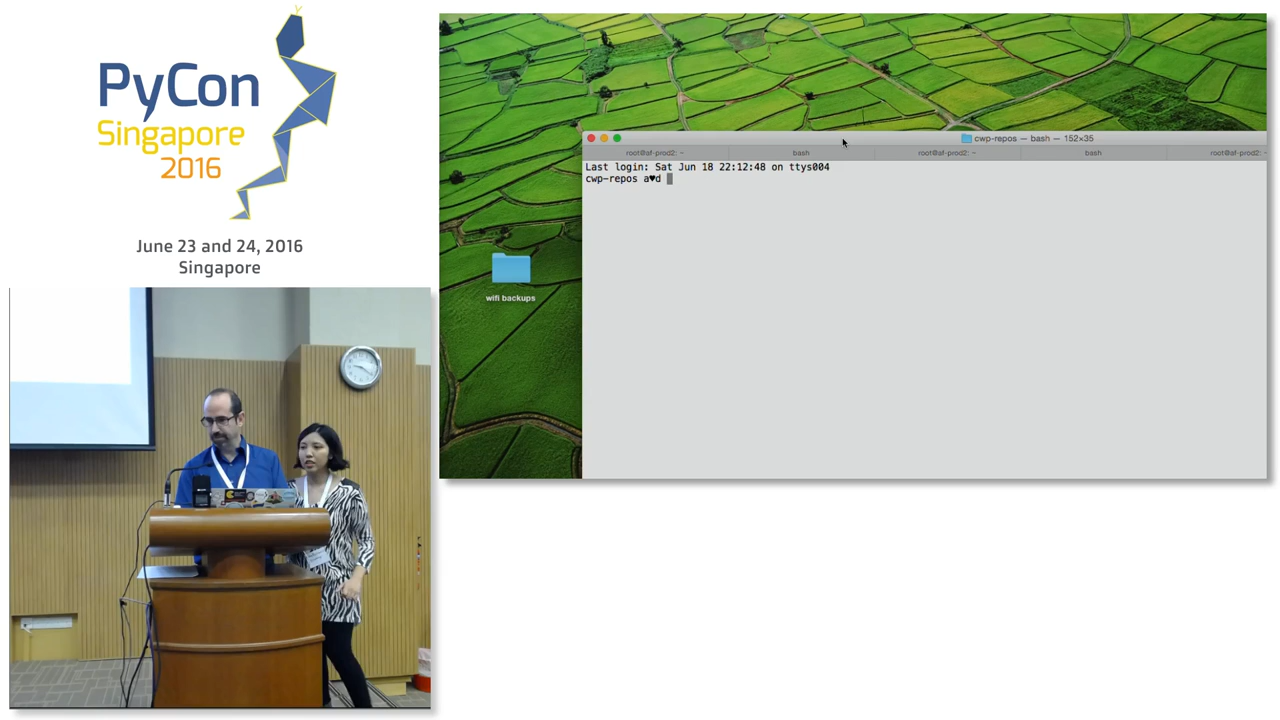 PyCon
Singapore
2016
June 23 and 24, 2016
Singapore
wifi backups
cwp-repos — bash — 152×35
root@af-prod2: ~
bash
root@af-prod2: ~
bash
root@af-prod2: ~
Last login: Sat Jun 18 22:12:48 on ttys004
cwp-repos a♥d